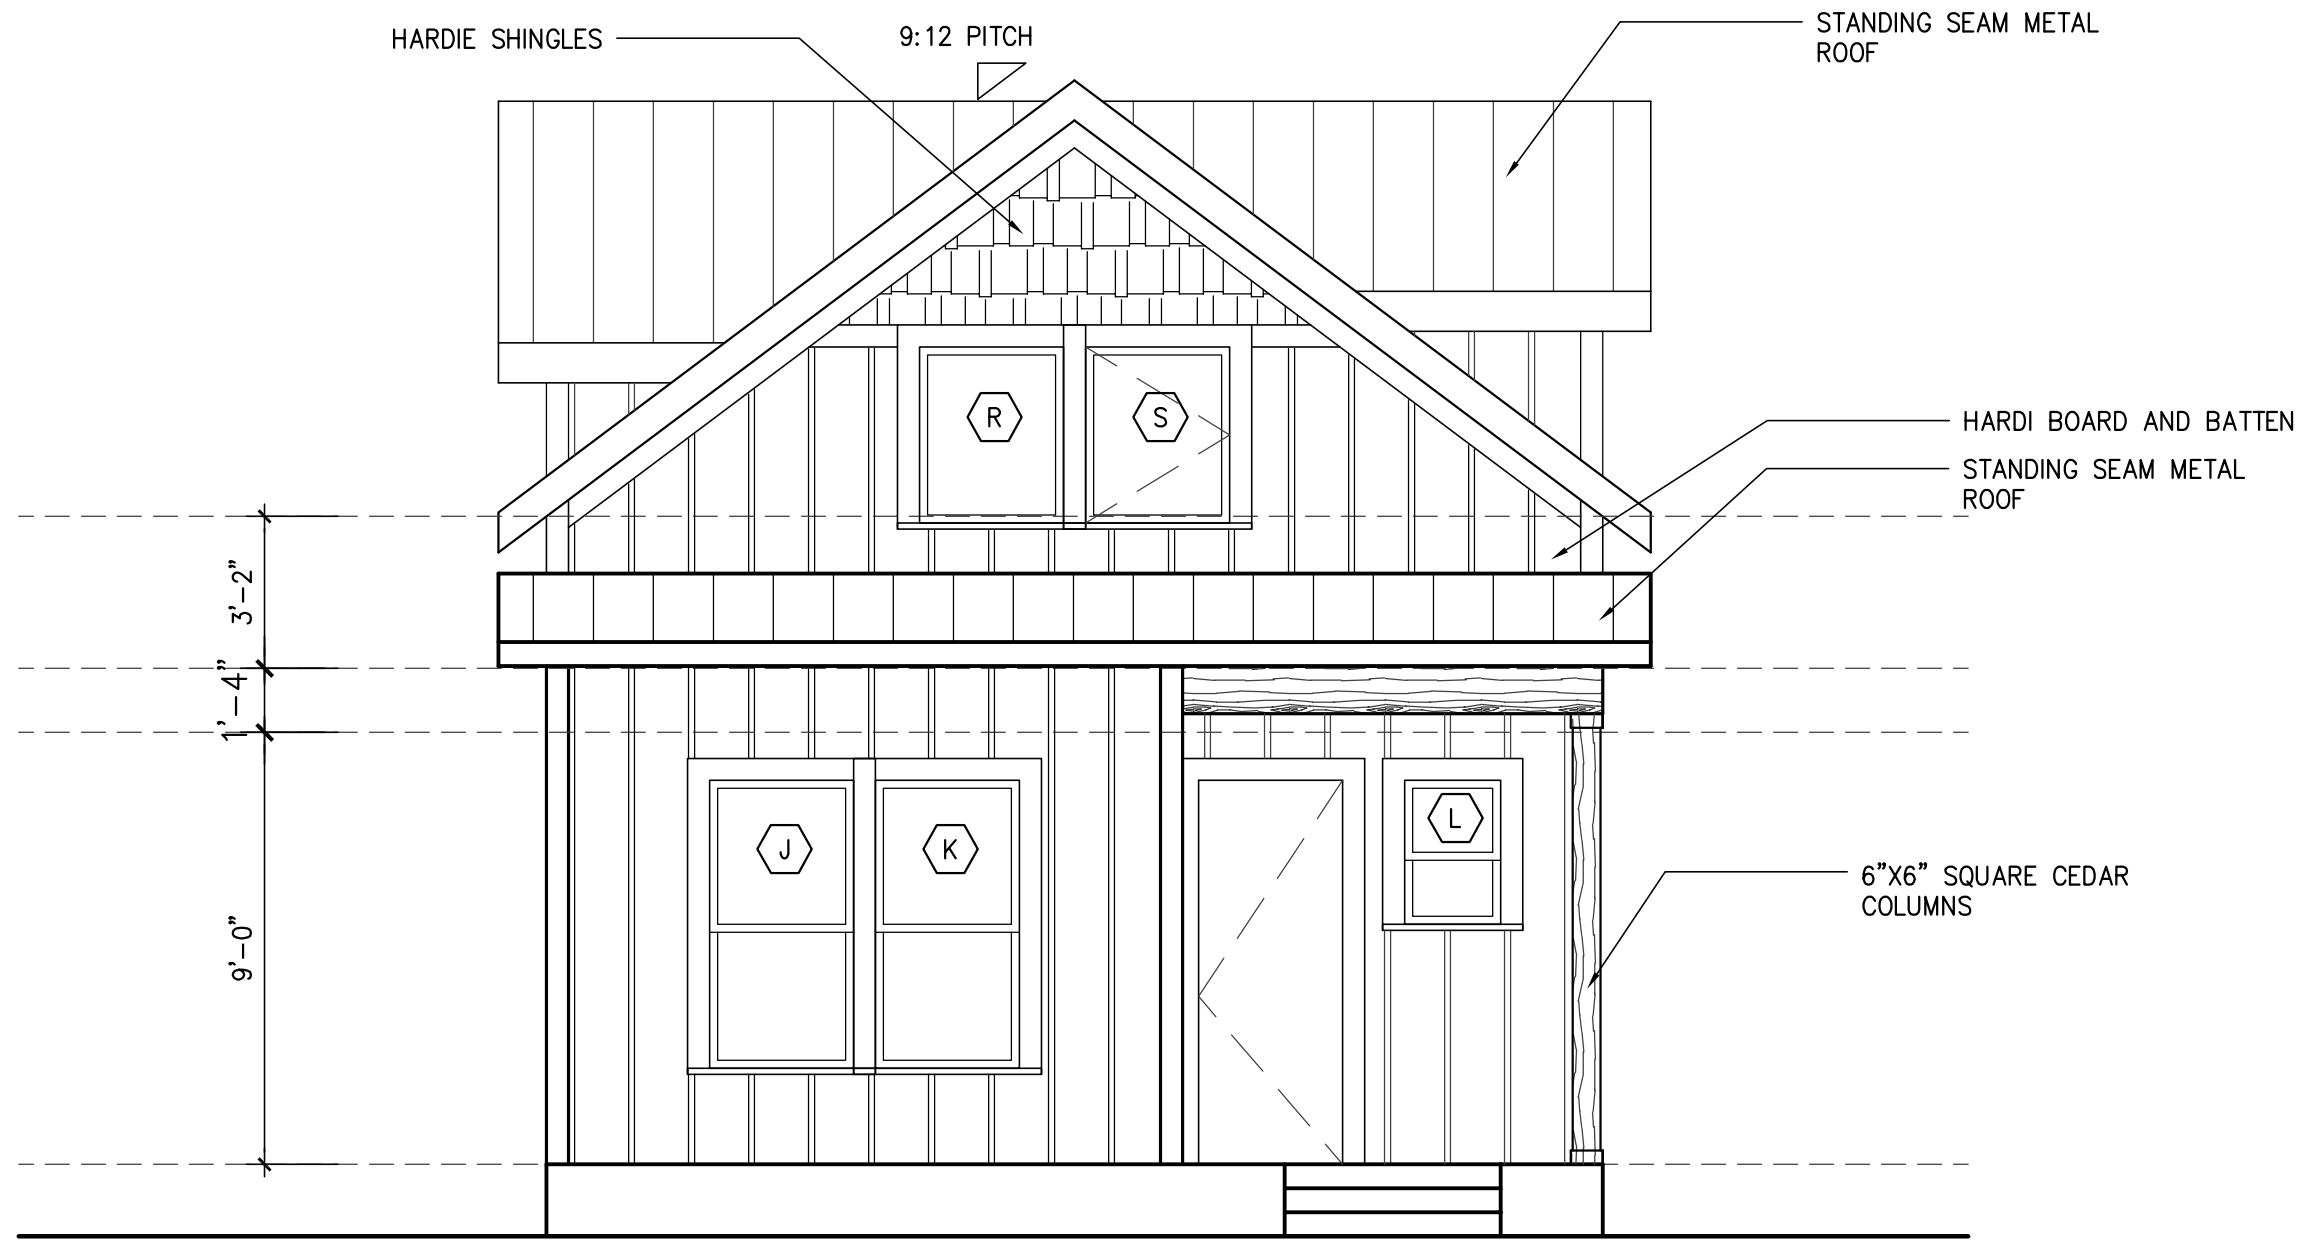 HARDIE SHINGLES
9:12 PITCH
STANDING SEAM METAL
ROOF
R
S
HARDI BOARD AND BATTEN
STANDING SEAM METAL
ROOF
3'-2"
1'-4"
9'-0"
J
K
L
6"X6" SQUARE CEDAR
COLUMNS